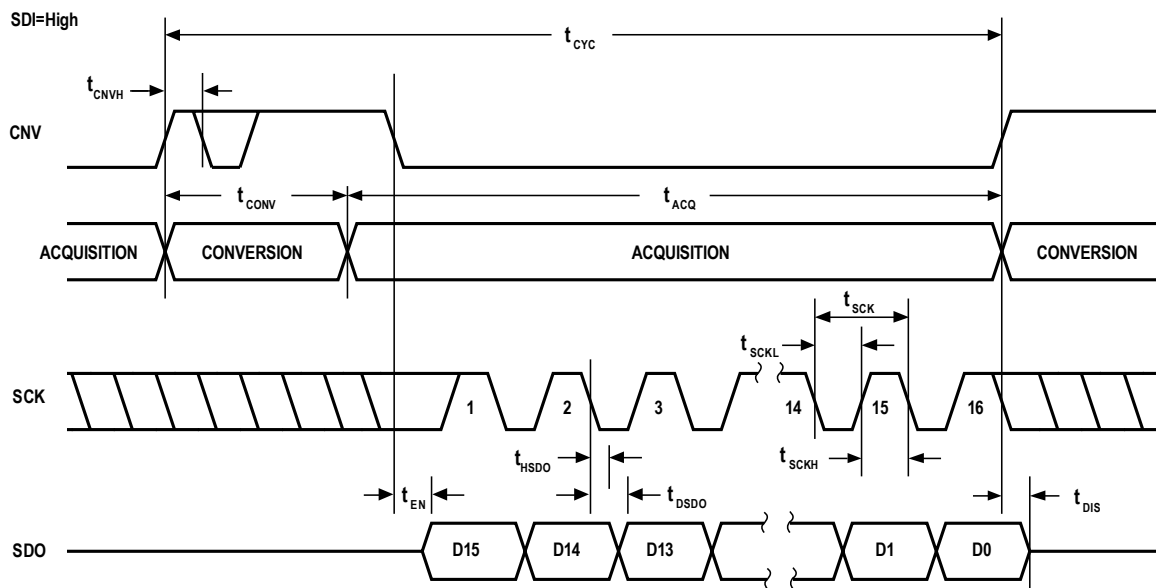 SDI=High
tCYC
tCNVH
CNV
tCONV
tACQ
ACQUISITION CONVERSION ACQUISITION CONVERSION
tSCK
tSCKL
SCK
1 2 3 14 15 16
tHSDO
tSCKH
tEN
tDSDO
tDIS
SDO
D15 D14 D13 D1 D0